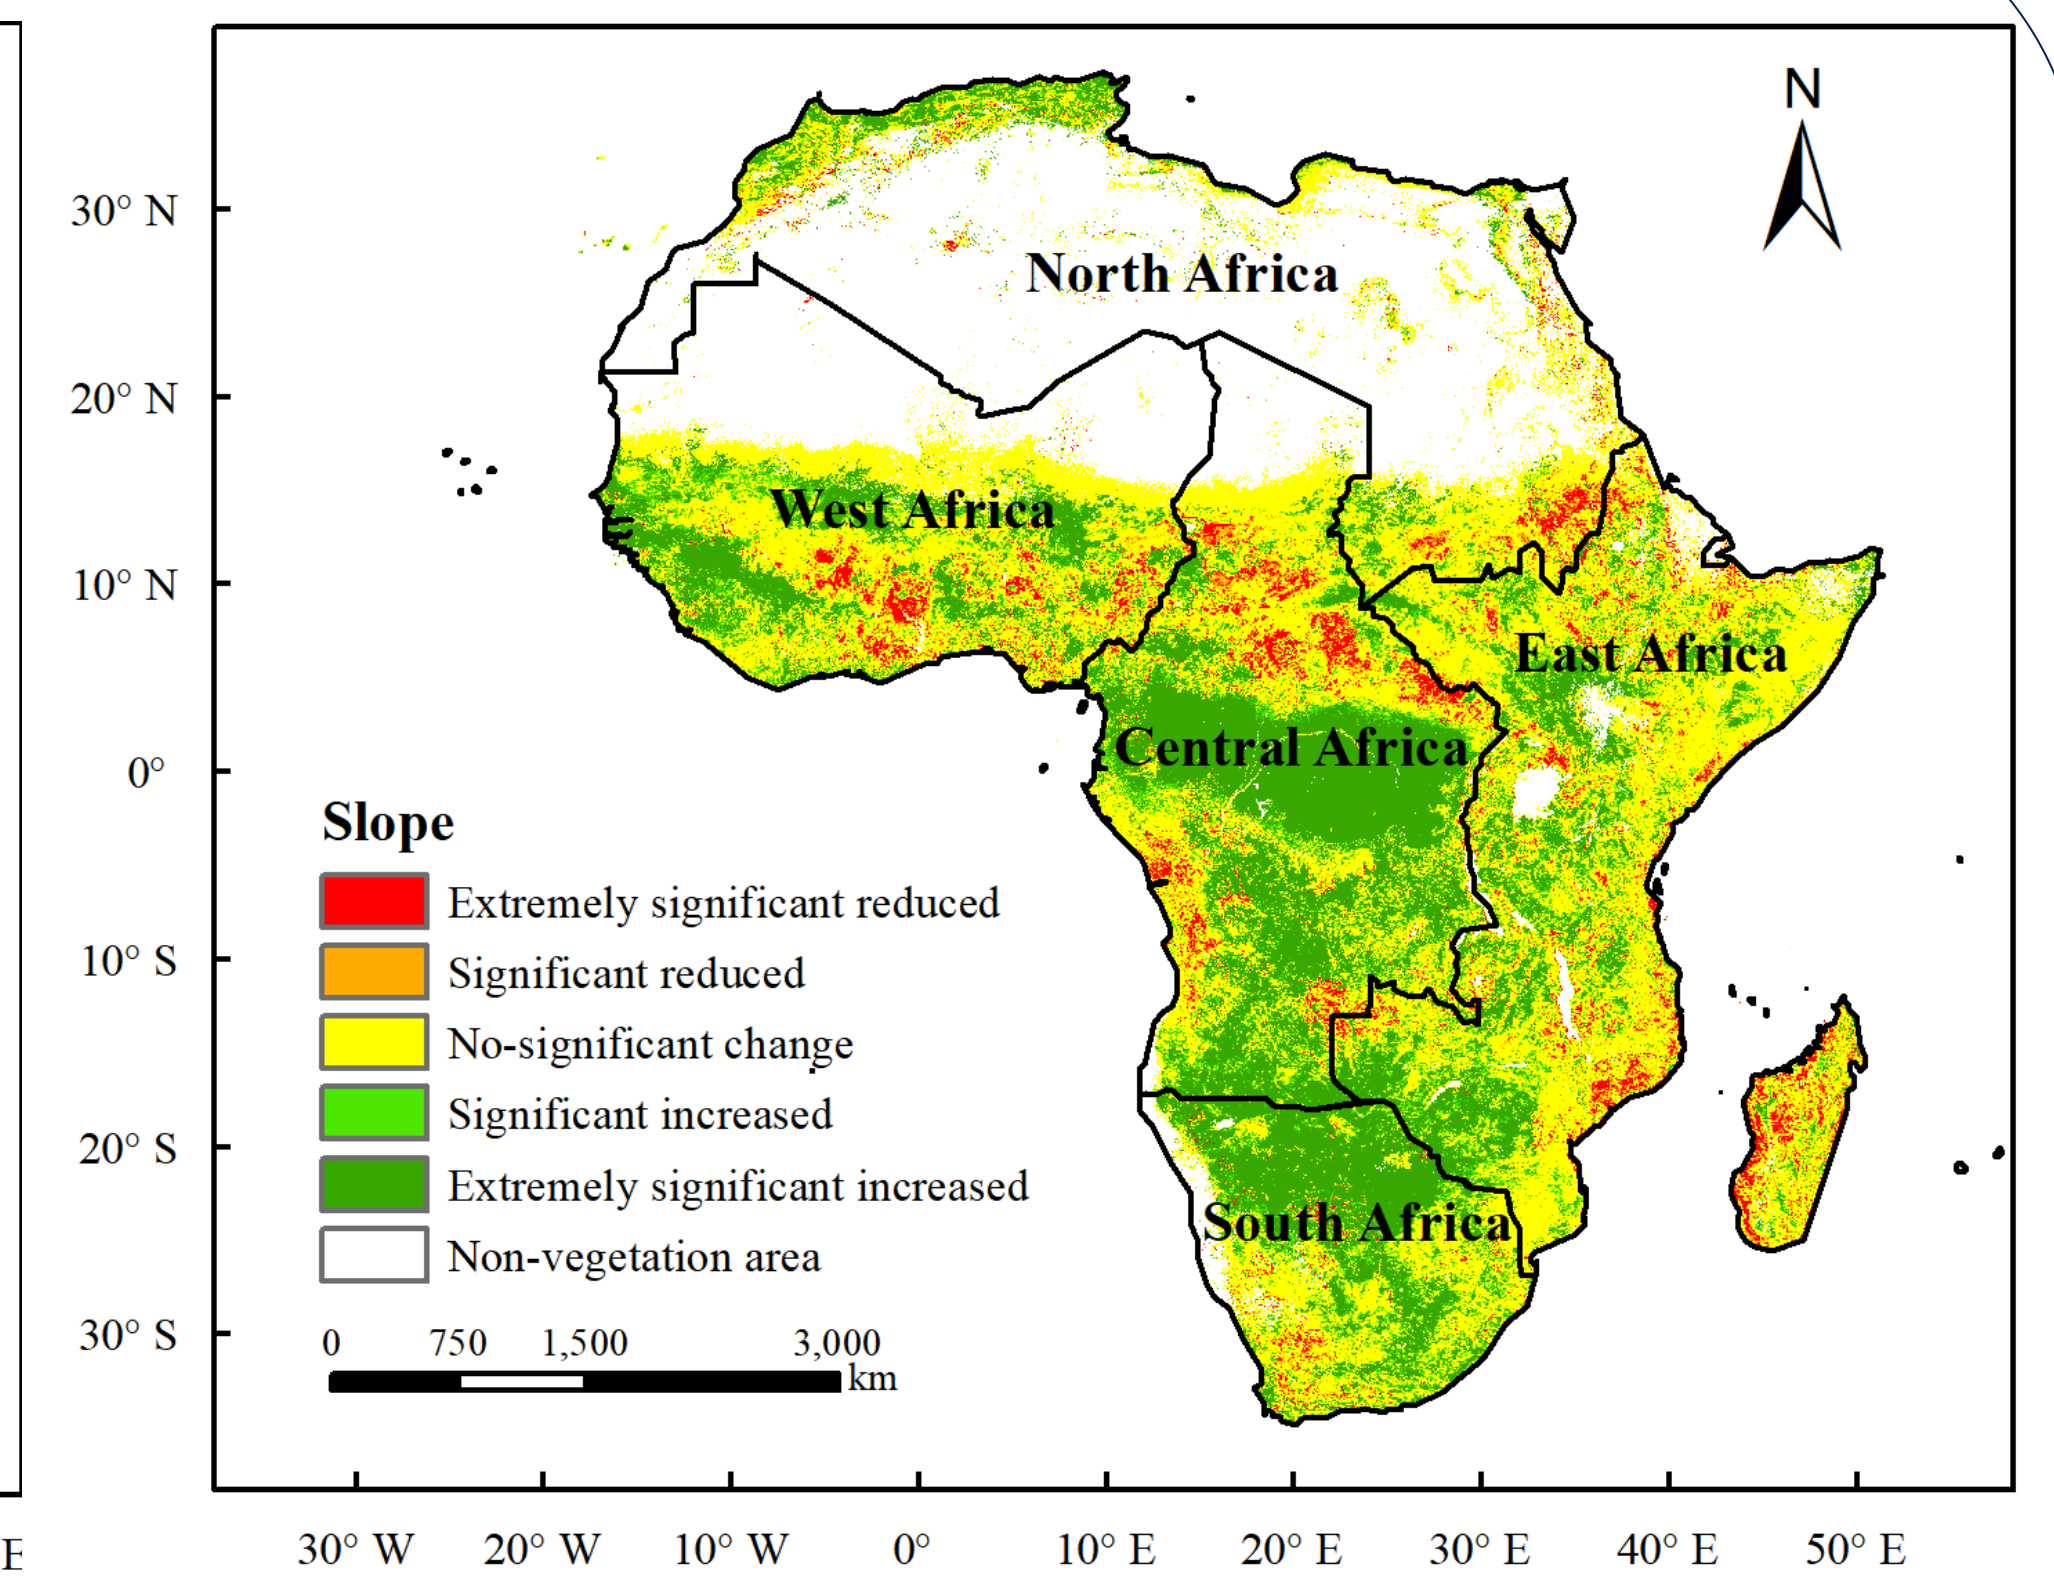 N
30° N
North Africa
20° N
West Africa
10° N
East Africa
Central Africa
0°
Slope
Extremely significant reduced
Significant reduced
10° S
No-significant change
Significant increased
20° S
Extremely significant increased
South Africa
Non-vegetation area
30° S
0 750 1,500 3,000
km
E
30° W 20° W 10° W 0° 10° E 20° E 30° E 40° E 50° E